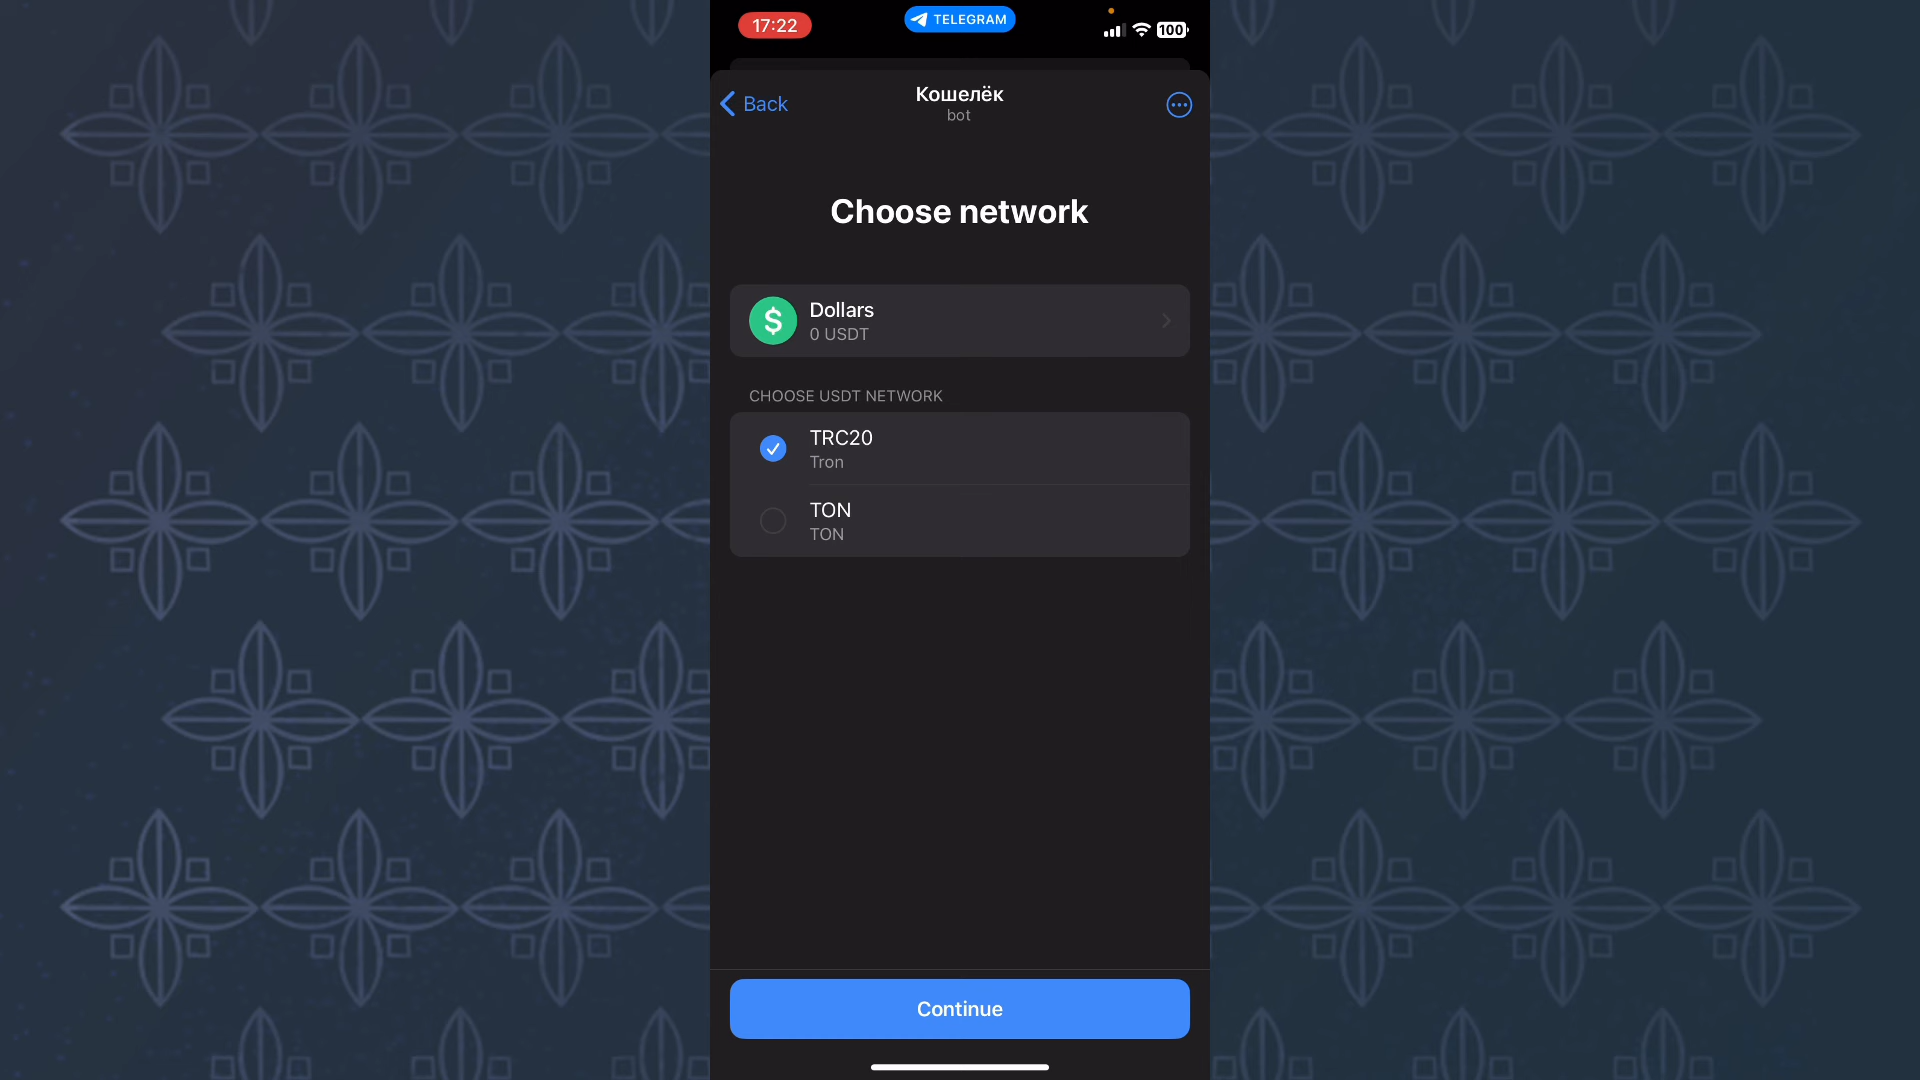 17:22
TELEGRAM
100
Back
Кошелёк
bot
Choose network
Dollars
0 USDT
CHOOSE USDT NETWORK
TRC20
Tron
TON
TON
Continue